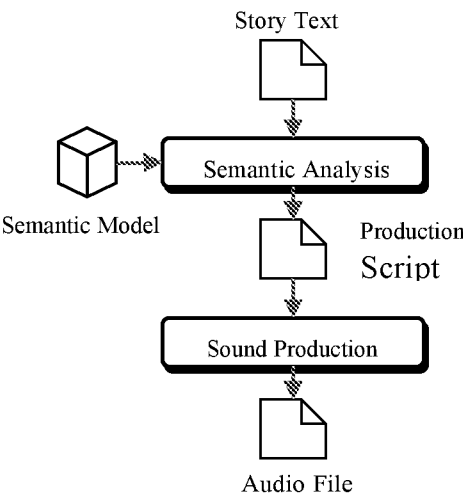 Story Text
Semantic Analysis
Semantic Model
Production
Script
Sound Production
Audio File